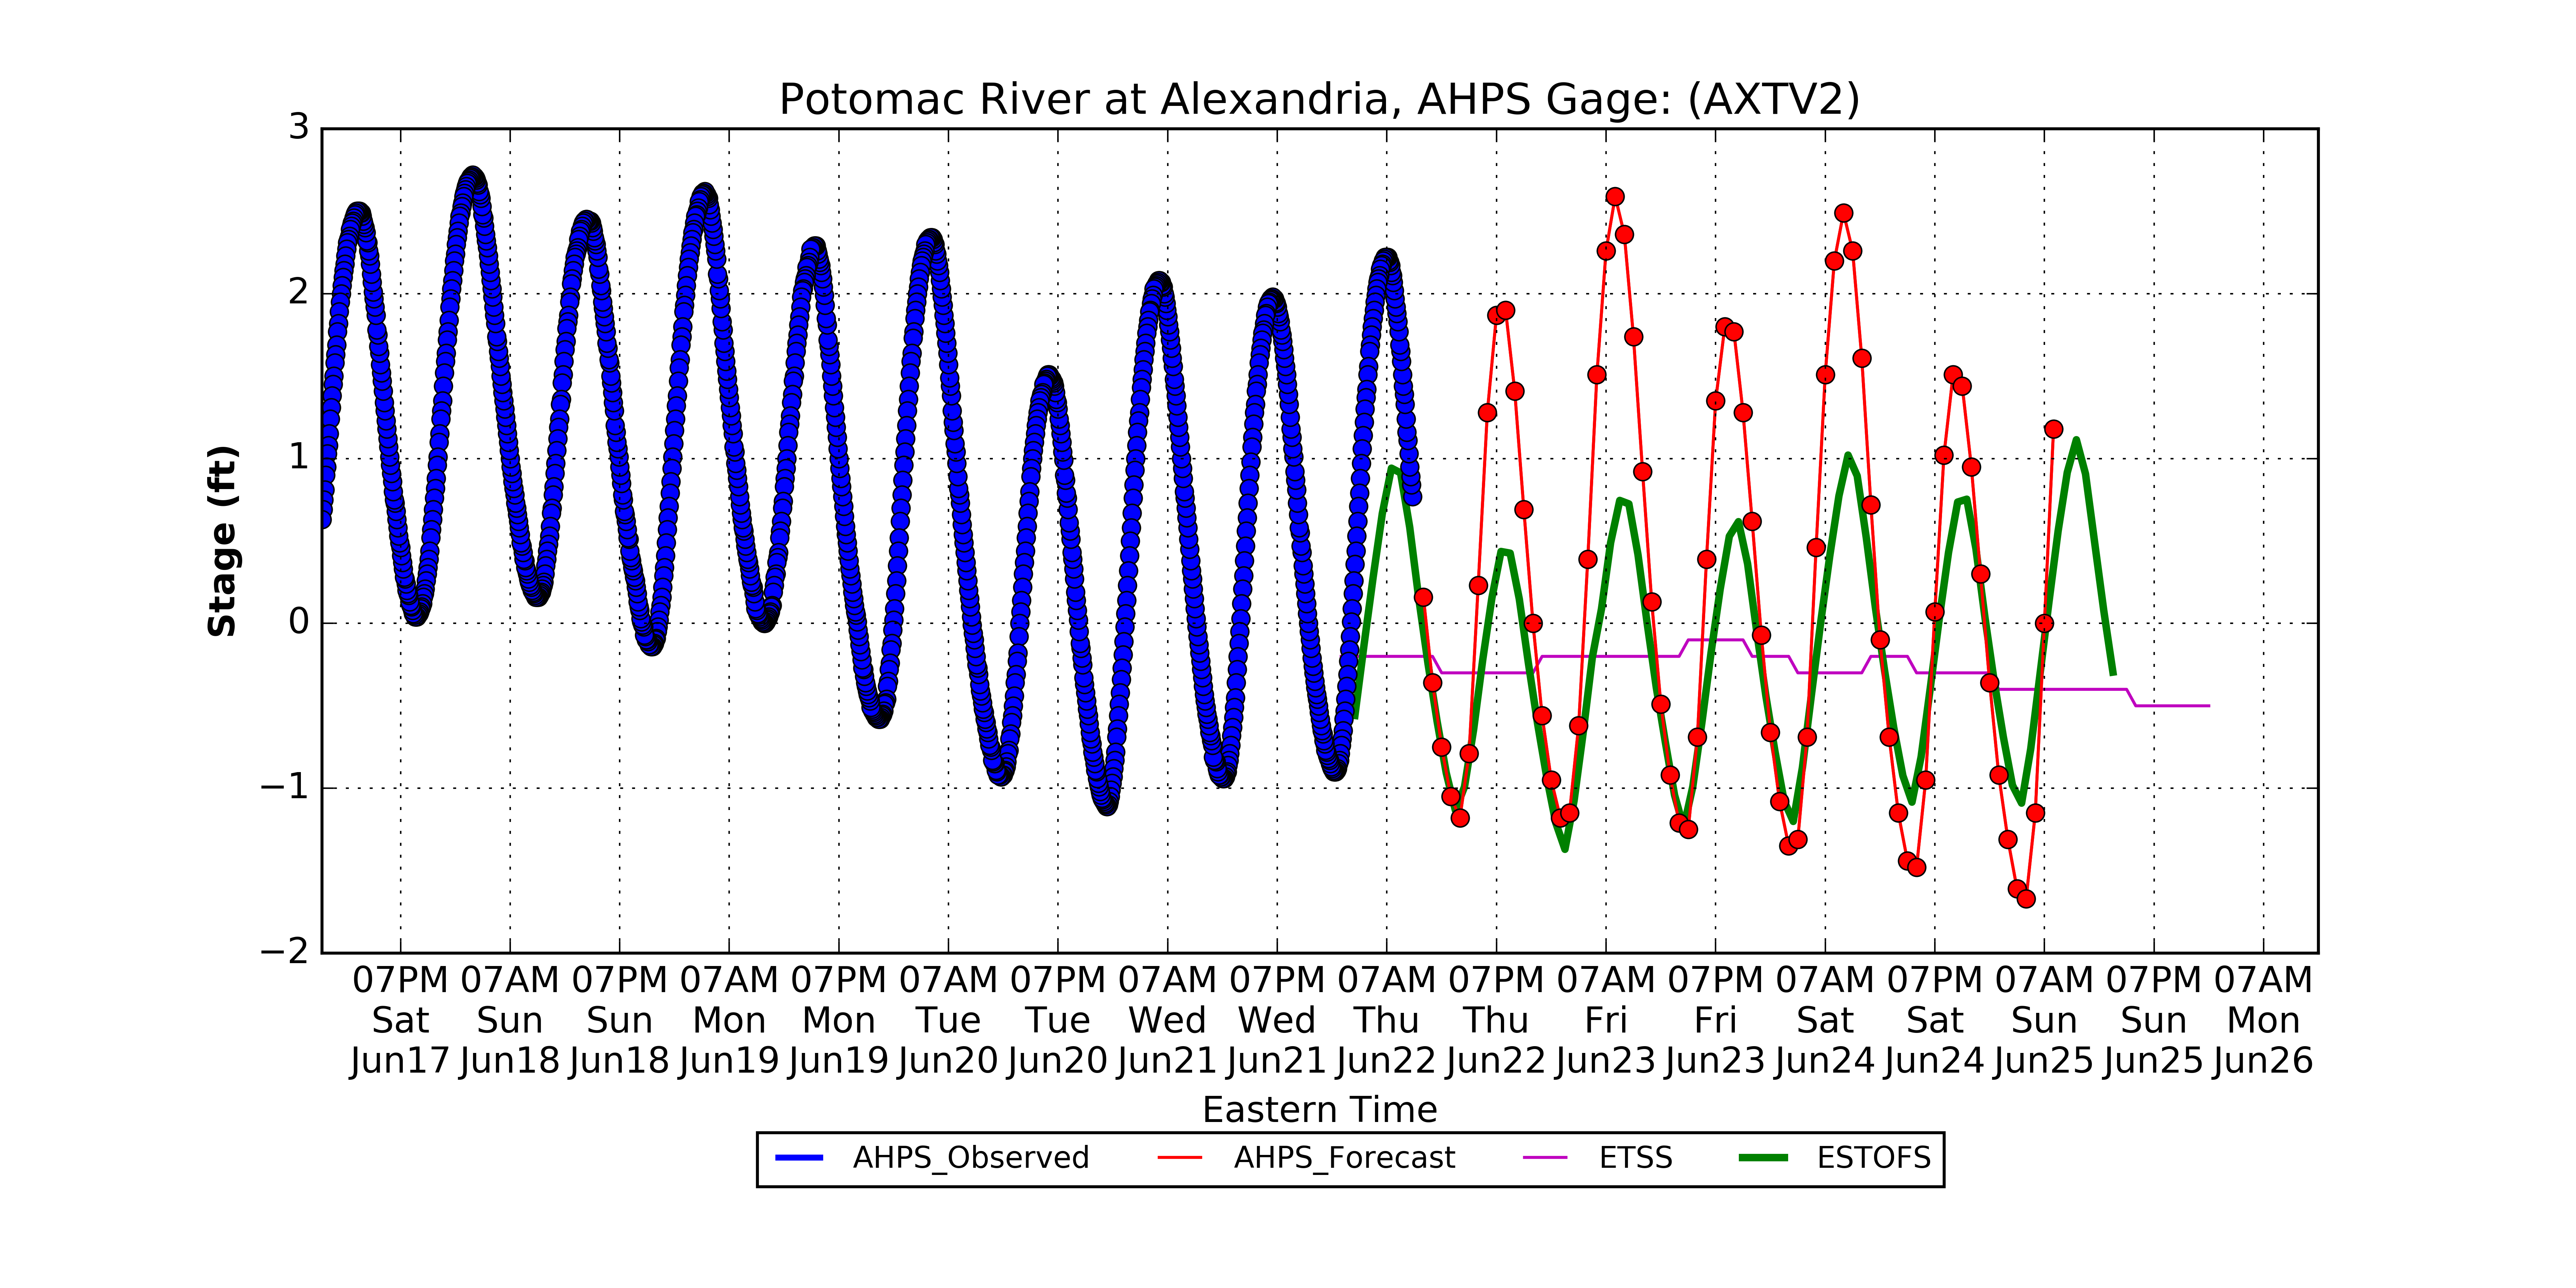 Potomac River at Alexandria, AHPS Gage: (AXTV2)
3
2
1
0
−1
−2
Stage (ft)
07PM 07AM 07PM 07AM 07PM 07AM 07PM 07AM 07PM 07AM 07PM 07AM 07PM 07AM 07PM 07AM 07PM 07AM
Sat Sun Sun Mon Mon Tue Tue Wed Wed Thu Thu Fri Fri Sat Sat Sun Sun Mon
Jun17 Jun18 Jun18 Jun19 Jun19 Jun20 Jun20 Jun21 Jun21 Jun22 Jun22 Jun23 Jun23 Jun24 Jun24 Jun25 Jun25 Jun26
Eastern Time
AHPS_Observed AHPS_Forecast ETSS ESTOFS